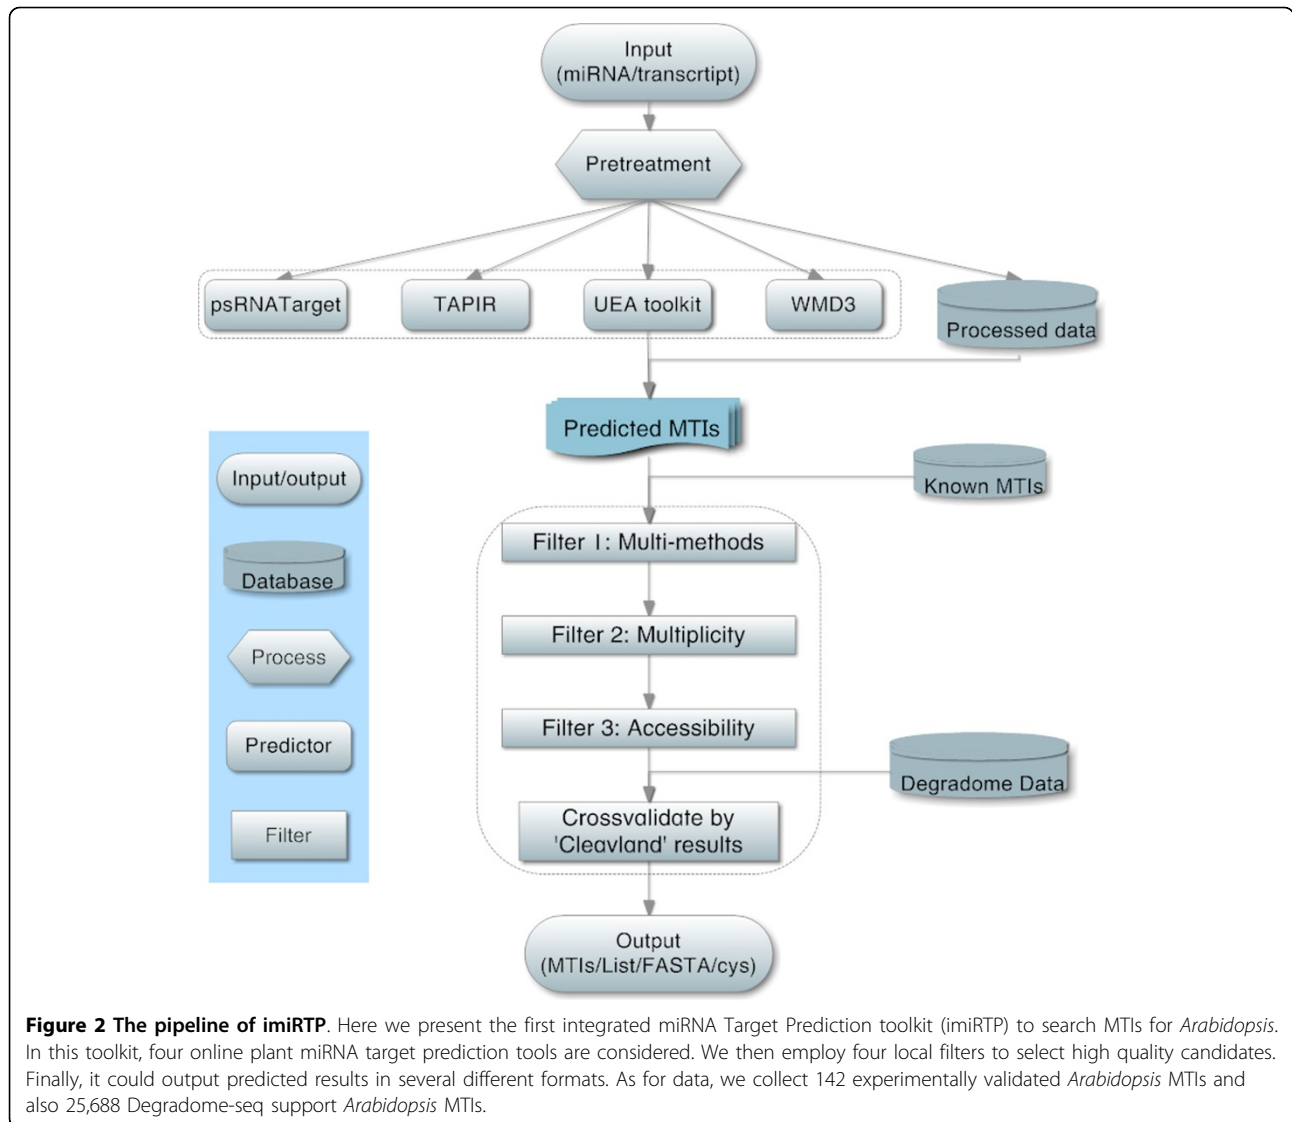 Input
(miRNA/transcrtipt)
Pretreatment
psRNATarget
TAPIR
UEA toolkit
WMD3
Processed data
Predicted MTIs
Known MTIs
Input/output
Database
Process
Predictor
Filter
Filter 1: Multi-methods
Filter 2: Multiplicity
Filter 3: Accessibility
Degradome Data
Crossvalidate by
'Cleavland' results
Output
(MTIs/List/FASTA/cys)
Figure 2 The pipeline of imiRTP. Here we present the first integrated miRNA Target Prediction toolkit (imiRTP) to search MTIs for Arabidopsis.
In this toolkit, four online plant miRNA target prediction tools are considered. We then employ four local filters to select high quality candidates.
Finally, it could output predicted results in several different formats. As for data, we collect 142 experimentally validated Arabidopsis MTIs and
also 25,688 Degradome-seq support Arabidopsis MTIs.